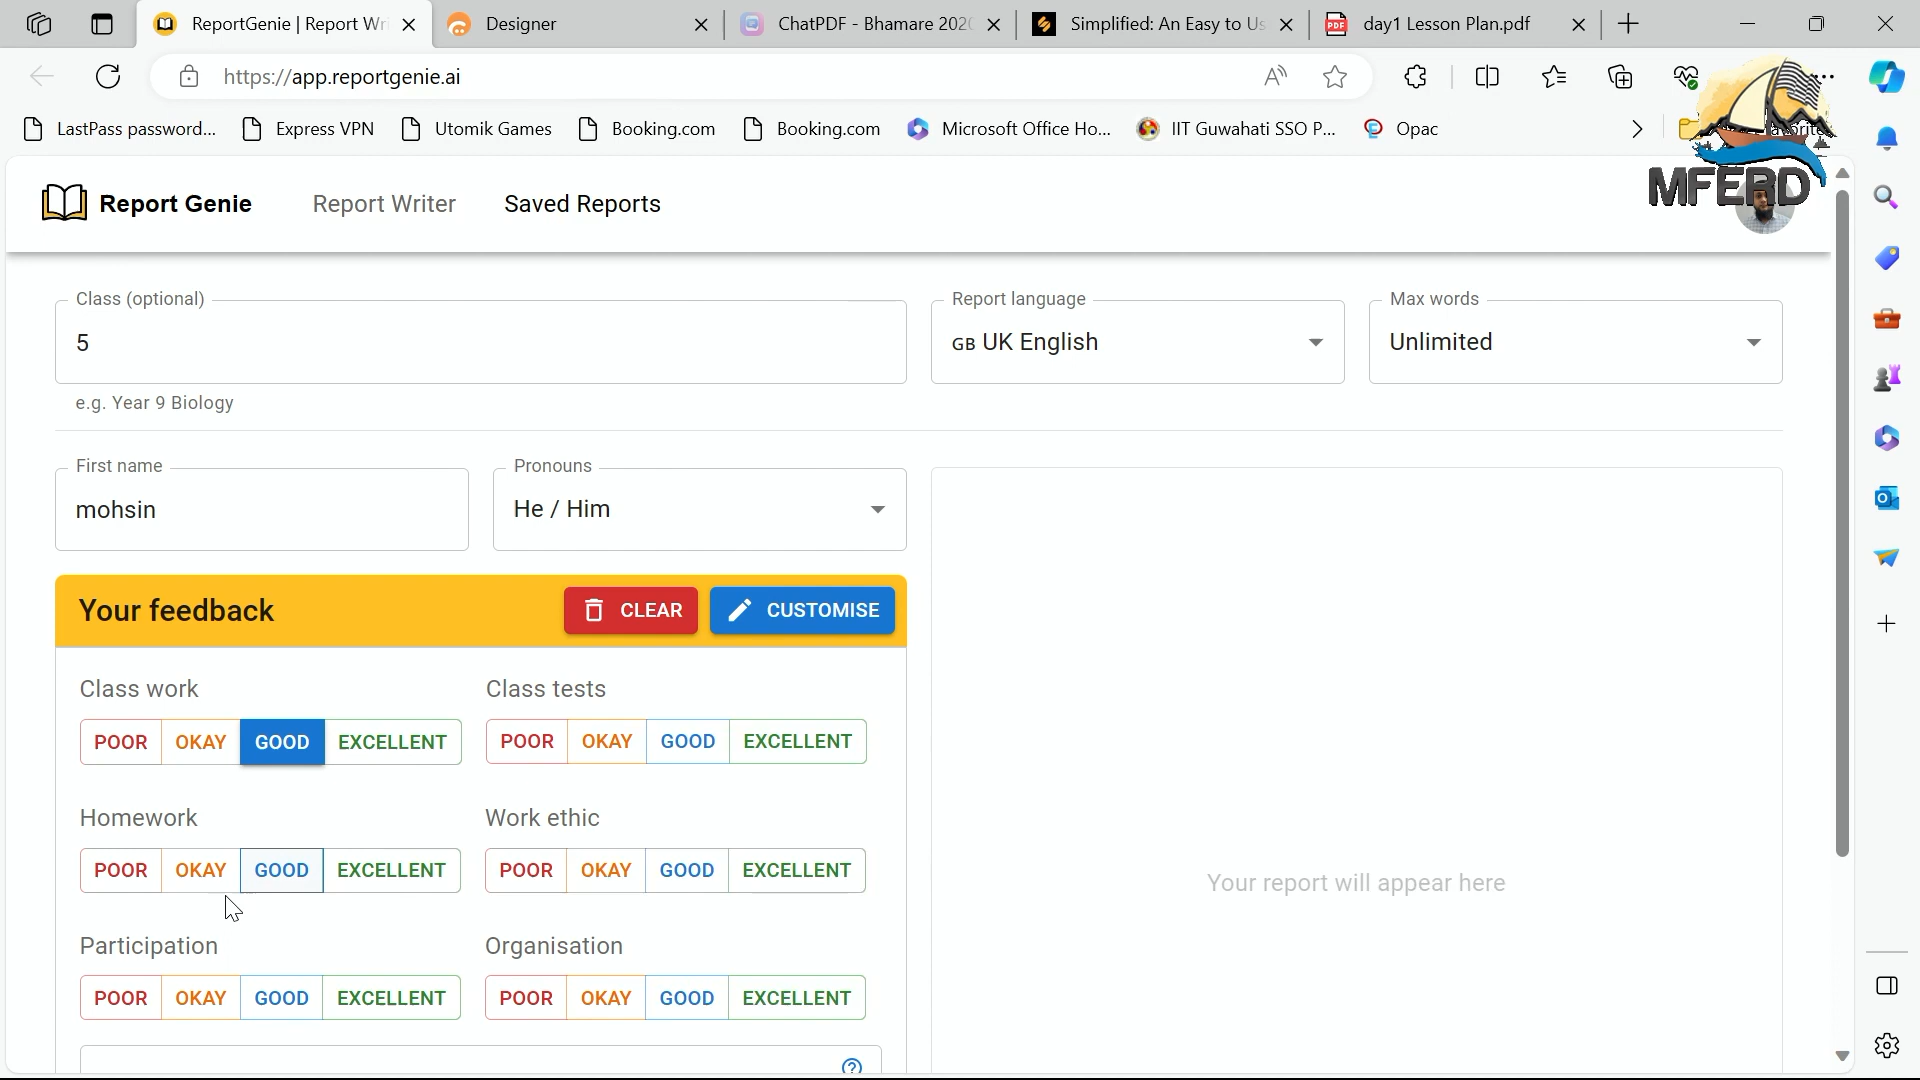 ReportGenie | Report Wri
Designer
ChatPDF - Bhamare 202
Simplified: An Easy to Us
day1 Lesson Plan.pdf
https://app.reportgenie.ai
LastPass password...
Express VPN
Utomik Games
Booking.com
Booking.com
Microsoft Office Ho...
IIT Guwahati SSO P...
Opac
MFERD
Report Genie
Report Writer
Saved Reports
Class (optional)
5
e.g. Year 9 Biology
Report language
GB UK English
Max words
Unlimited
First name
mohsin
Pronouns
He / Him
Your feedback
CLEAR
CUSTOMISE
Class work
POOR OKAY GOOD EXCELLENT
Class tests
POOR OKAY GOOD EXCELLENT
Homework
POOR OKAY GOOD EXCELLENT
Work ethic
POOR OKAY GOOD EXCELLENT
Participation
POOR OKAY GOOD EXCELLENT
Organisation
POOR OKAY GOOD EXCELLENT
Your report will appear here